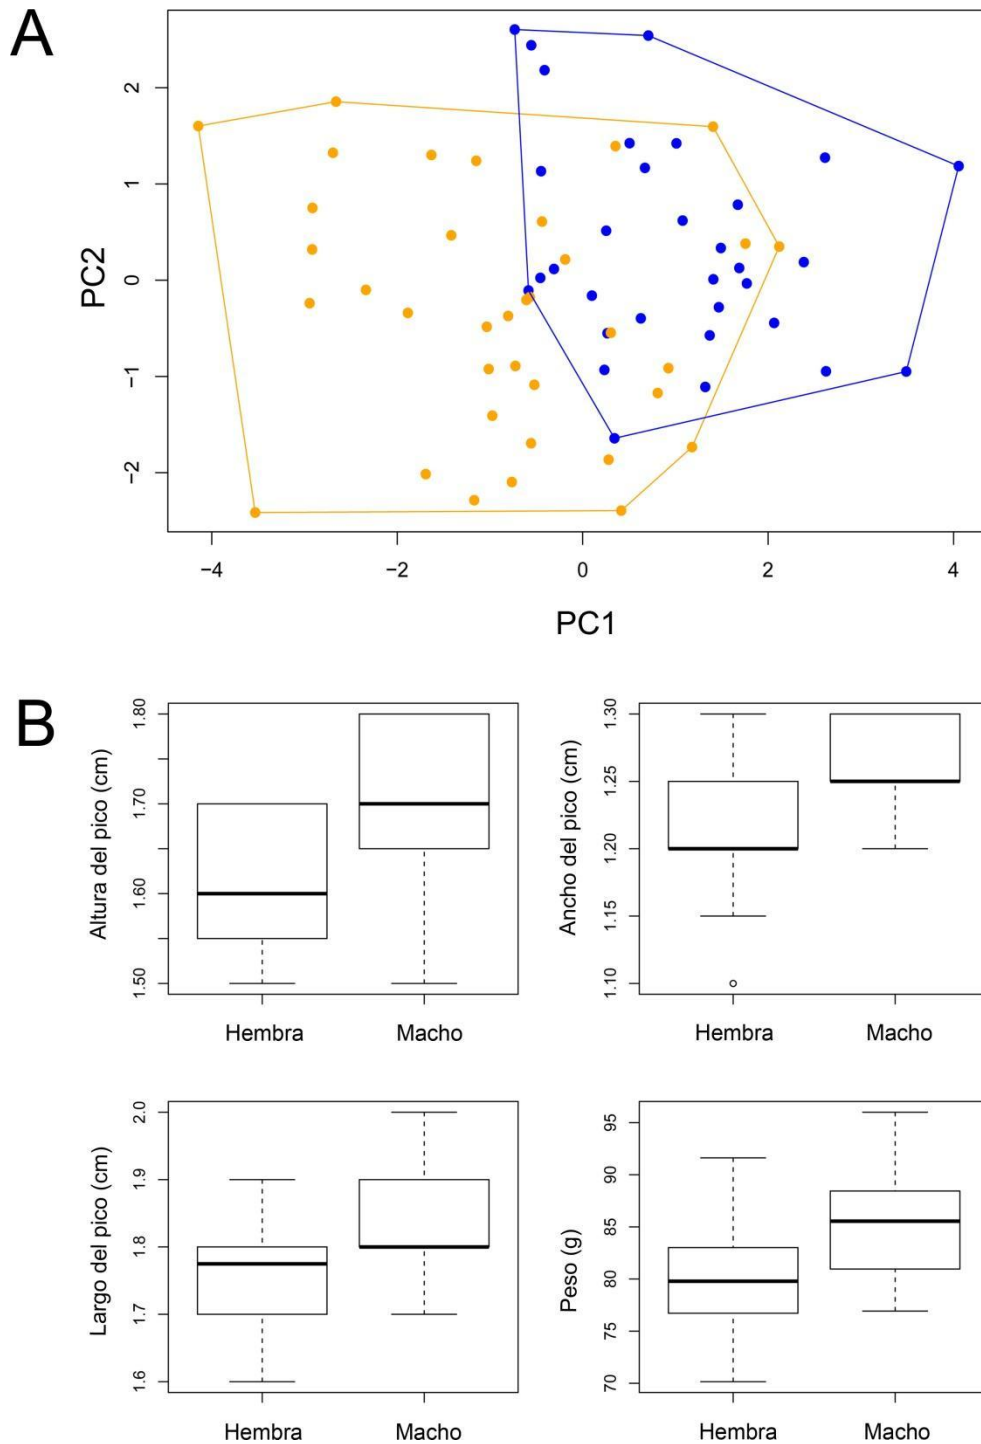 A
PC2
2
1
0
−1
−2
−4
−2
0
2
4
PC1
B
Altura del pico (cm)
1.80
1.70
1.60
1.50
Hembra
Macho
Ancho del pico (cm)
1.30
1.25
1.20
1.15
1.10
Hembra
Macho
Largo del pico (cm)
2.0
1.9
1.8
1.7
1.6
Hembra
Macho
Peso (g)
95
90
85
80
75
70
Hembra
Macho